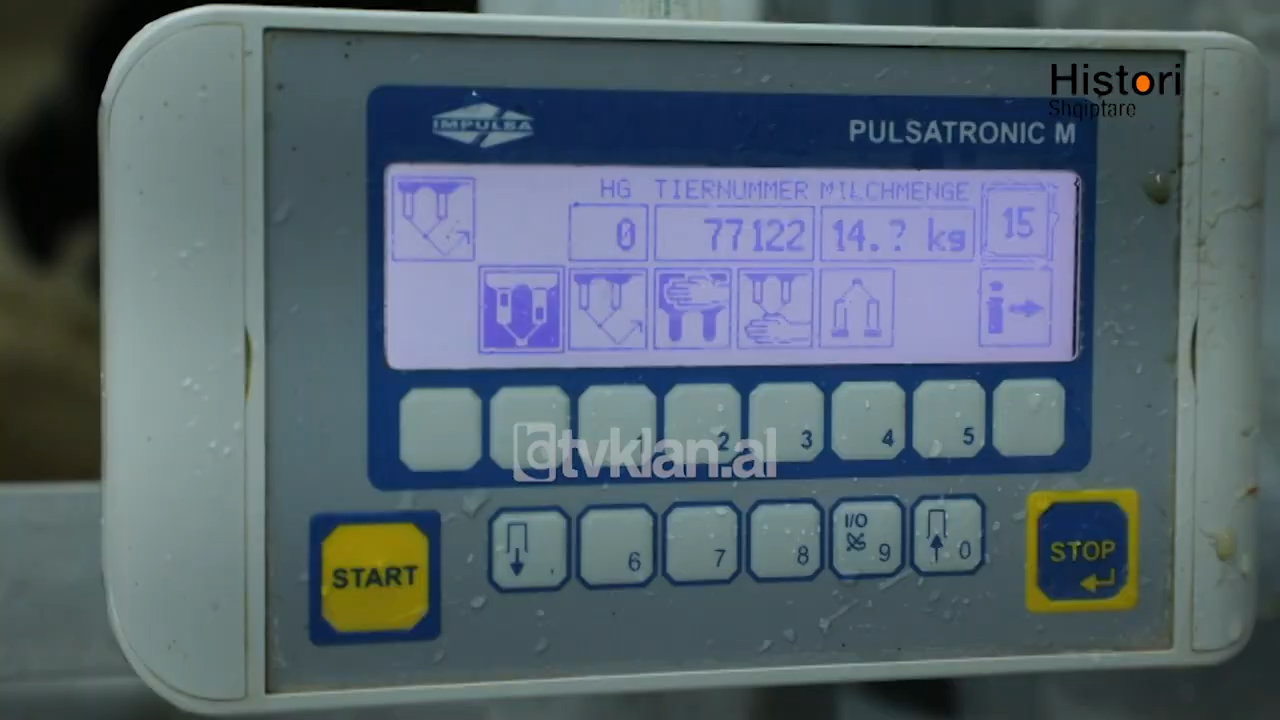 Histori
Shqiptare
IMPULSA
PULSATRONIC M
HG TIERNUMMER MILCHMENGE
0 77122 14.? kg 15
i
1 2 3 4 5
tvklan.al
START
6 7 8 I/O 9 0
STOP